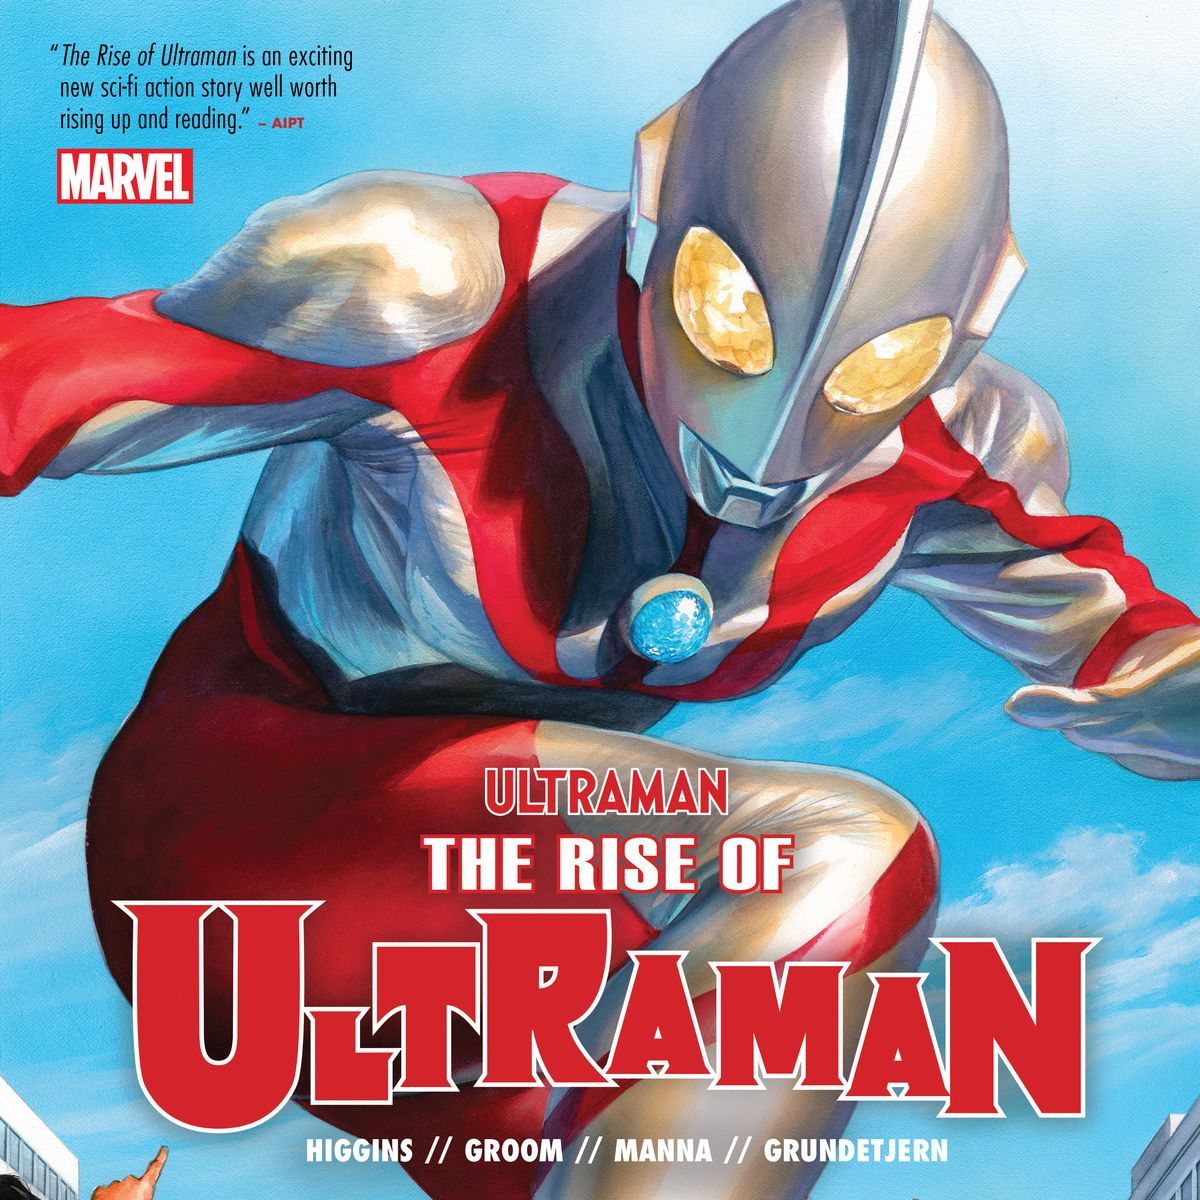 “The Rise of Ultraman is an exciting
new sci-fi action story well worth
rising up and reading.” – AIPT
MARVEL
ULTRAMAN
THE RISE OF
ULTRAMAN
HIGGINS // GROOM // MANNA // GRUNDETJERN